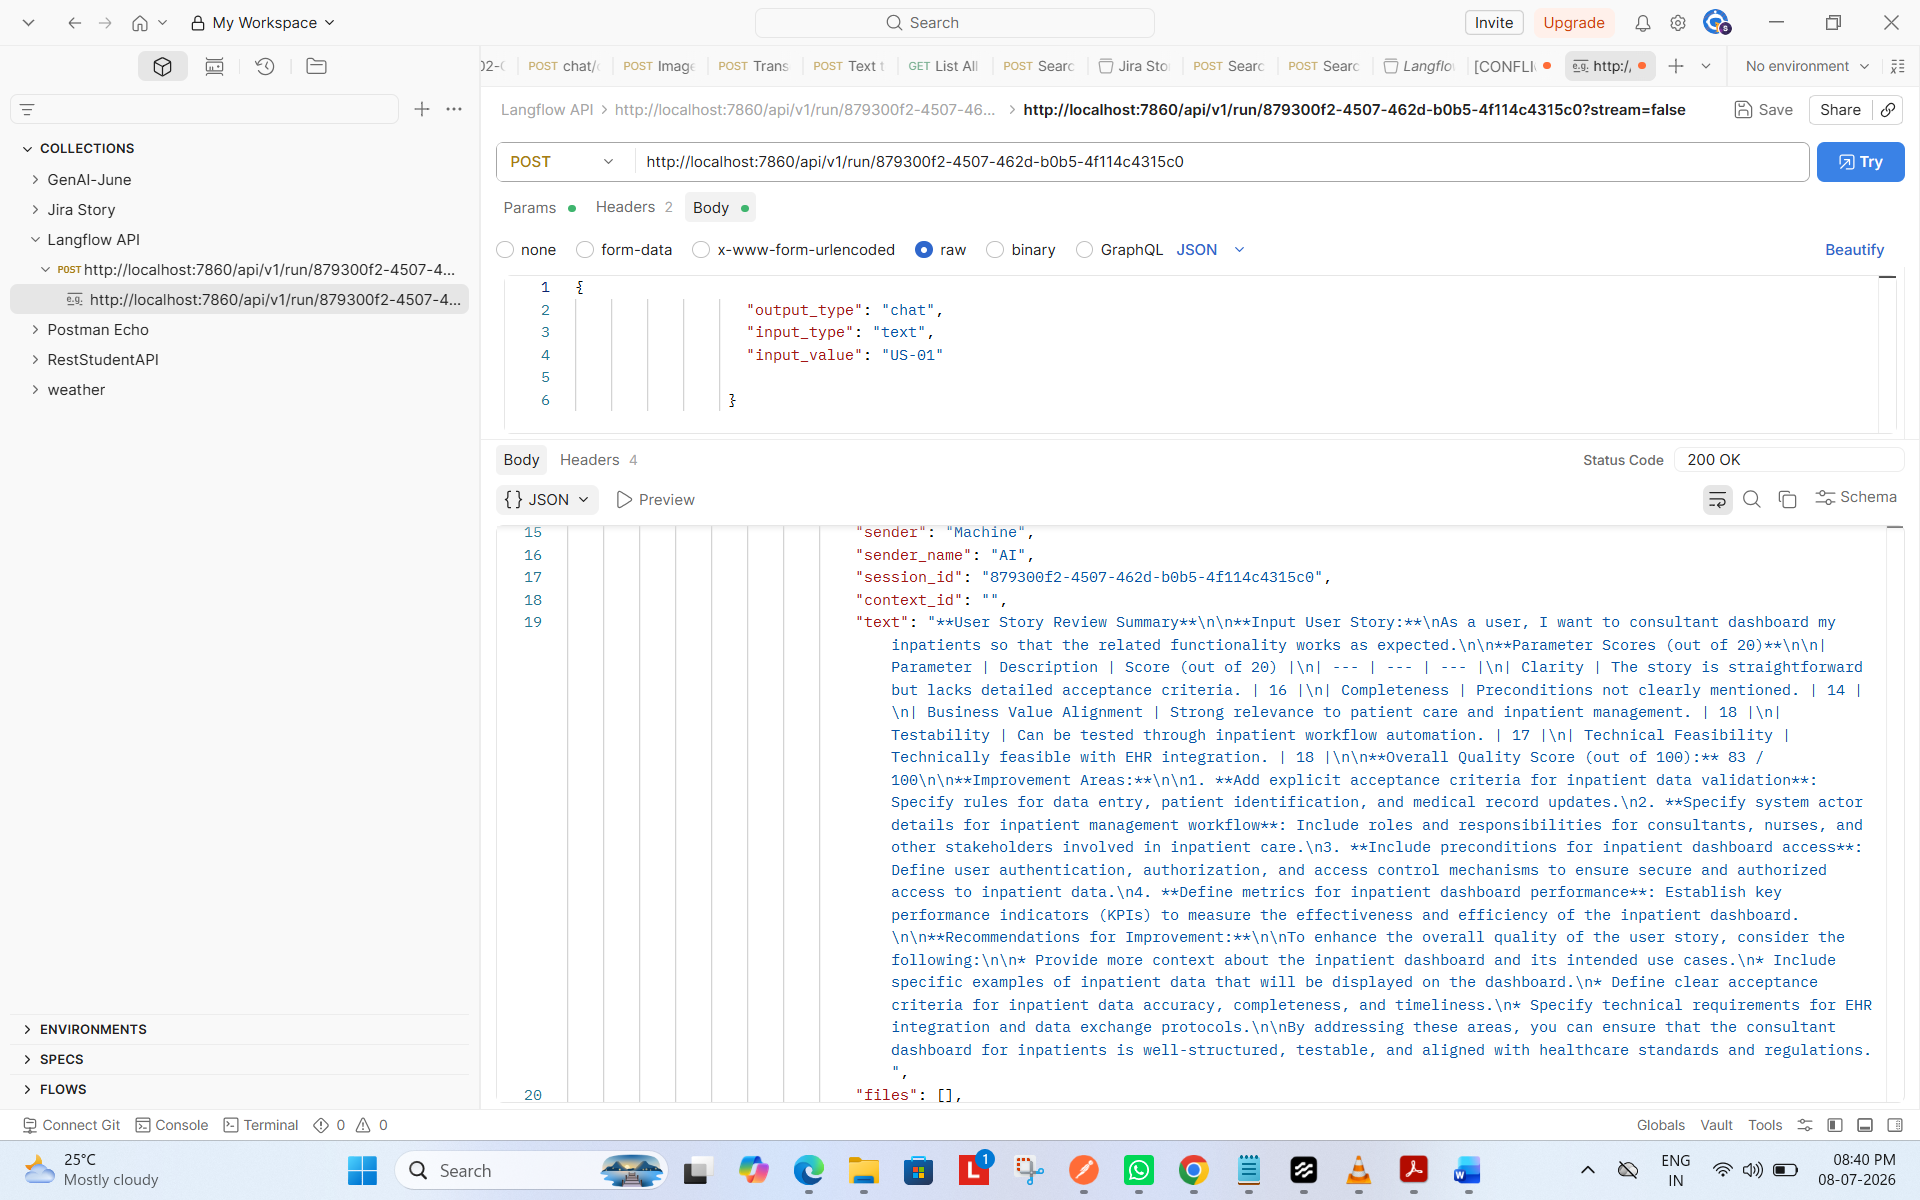 My Workspace
Search
Invite
Upgrade
POST chat/
POST Image
POST Trans
POST Text t
GET List All
POST Searc
Jira Sto
POST Searc
POST Searc
Langflo
[CONFLI
http:/
No environment
COLLECTIONS
GenAI-June
Jira Story
Langflow API
POST http://localhost:7860/api/v1/run/879300f2-4507-4...
e.g. http://localhost:7860/api/v1/run/879300f2-4507-4...
Postman Echo
RestStudentAPI
weather
ENVIRONMENTS
SPECS
FLOWS
Langflow API > http://localhost:7860/api/v1/run/879300f2-4507-46... > http://localhost:7860/api/v1/run/879300f2-4507-462d-b0b5-4f114c4315c0?stream=false
Save
Share
POST http://localhost:7860/api/v1/run/879300f2-4507-462d-b0b5-4f114c4315c0
Try
Params Headers 2 Body
none form-data x-www-form-urlencoded raw binary GraphQL JSON
Beautify
1 {
2 "output_type": "chat",
3 "input_type": "text",
4 "input_value": "US-01"
5
6 }
Body Headers 4
Status Code 200 OK
{} JSON Preview
Schema
15 "sender": "Machine",
16 "sender_name": "AI",
17 "session_id": "879300f2-4507-462d-b0b5-4f114c4315c0",
18 "context_id": "",
19 "text": "**User Story Review Summary**\n\n**Input User Story:**\nAs a user, I want to consultant dashboard my
inpatients so that the related functionality works as expected.\n\n**Parameter Scores (out of 20)**\n\n|
Parameter | Description | Score (out of 20) |\n| --- | --- | --- |\n| Clarity | The story is straightforward
but lacks detailed acceptance criteria. | 16 |\n| Completeness | Preconditions not clearly mentioned. | 14 |
\n| Business Value Alignment | Strong relevance to patient care and inpatient management. | 18 |\n|
Testability | Can be tested through inpatient workflow automation. | 17 |\n| Technical Feasibility |
Technically feasible with EHR integration. | 18 |\n\n**Overall Quality Score (out of 100):** 83 /
100\n\n**Improvement Areas:**\n\n1. **Add explicit acceptance criteria for inpatient data validation**:
Specify rules for data entry, patient identification, and medical record updates.\n2. **Specify system actor
details for inpatient management workflow**: Include roles and responsibilities for consultants, nurses, and
other stakeholders involved in inpatient care.\n3. **Include preconditions for inpatient dashboard access**:
Define user authentication, authorization, and access control mechanisms to ensure secure and authorized
access to inpatient data.\n4. **Define metrics for inpatient dashboard performance**: Establish key
performance indicators (KPIs) to measure the effectiveness and efficiency of the inpatient dashboard.
\n\n**Recommendations for Improvement:**\n\nTo enhance the overall quality of the user story, consider the
following:\n\n* Provide more context about the inpatient dashboard and its intended use cases.\n* Include
specific examples of inpatient data that will be displayed on the dashboard.\n* Define clear acceptance
criteria for inpatient data accuracy, completeness, and timeliness.\n* Specify technical requirements for EHR
integration and data exchange protocols.\n\nBy addressing these areas, you can ensure that the consultant
dashboard for inpatients is well-structured, testable, and aligned with healthcare standards and regulations.
",
20 "files": [],
Connect Git Console Terminal 0 0
Globals Vault Tools
25°C
Mostly cloudy
Search
1
ENG
IN
08:40 PM
08-07-2026